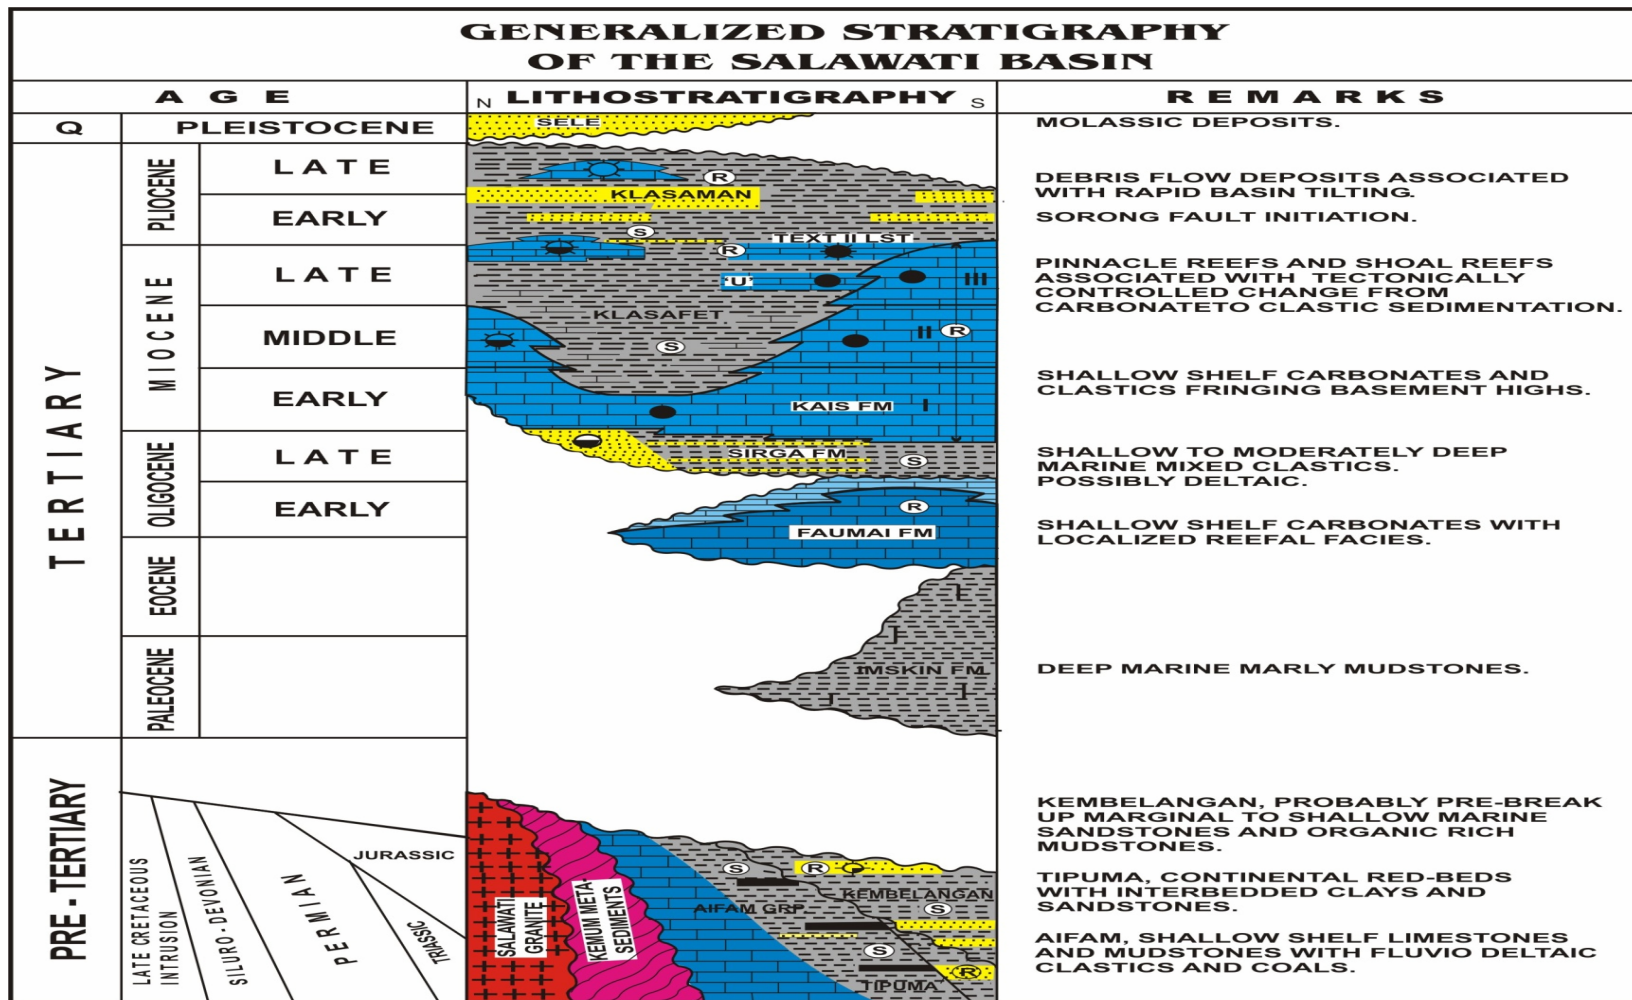 GENERALIZED STRATIGRAPHY
OF THE SALAWATI BASIN
AGE
N LITHOSTRATIGRAPHY S
REMARKS
Q
PLEISTOCENE
SELE
MOLASSIC DEPOSITS.
TERTIARY
PLIOCENE
LATE
EARLY
R
KLASAMAN
S
DEBRIS FLOW DEPOSITS ASSOCIATED
WITH RAPID BASIN TILTING.
SORONG FAULT INITIATION.
MIOCENE
LATE
MIDDLE
EARLY
TEXT II LST
R
'U'
III
KLASAFET
II
R
S
KAIS FM
I
PINNACLE REEFS AND SHOAL REEFS
ASSOCIATED WITH TECTONICALLY
CONTROLLED CHANGE FROM
CARBONATETO CLASTIC SEDIMENTATION.
SHALLOW SHELF CARBONATES AND
CLASTICS FRINGING BASEMENT HIGHS.
OLIGOCENE
LATE
EARLY
SIRGA FM
S
R
FAUMAI FM
SHALLOW TO MODERATELY DEEP
MARINE MIXED CLASTICS.
POSSIBLY DELTAIC.
SHALLOW SHELF CARBONATES WITH
LOCALIZED REEFAL FACIES.
EOCENE
PALEOCENE
IMSKIN FM
DEEP MARINE MARLY MUDSTONES.
PRE-TERTIARY
LATE CRETACEOUS
INTRUSION
SILURO-DEVONIAN
PERMIAN
TRIASSIC
JURASSIC
SALAWATI
GRANITE
KEMUM META-
SEDIMENTS
S
R
KEMBELANGAN
AIFAM GRP
S
S
R
TIPUMA
KEMBELANGAN, PROBABLY PRE-BREAK
UP MARGINAL TO SHALLOW MARINE
SANDSTONES AND ORGANIC RICH
MUDSTONES.
TIPUMA, CONTINENTAL RED-BEDS
WITH INTERBEDDED CLAYS AND
SANDSTONES.
AIFAM, SHALLOW SHELF LIMESTONES
AND MUDSTONES WITH FLUVIO DELTAIC
CLASTICS AND COALS.